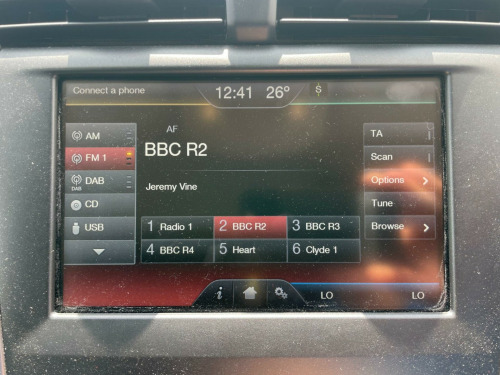 Connect a phone 12:41 26° $
AM AF TA
FM 1 BBC R2 Scan
DAB DAB Jeremy Vine Options
CD 1 Radio 1 2 BBC R2 3 BBC R3 Tune
USB 4 BBC R4 5 Heart 6 Clyde 1 Browse
i LO LO